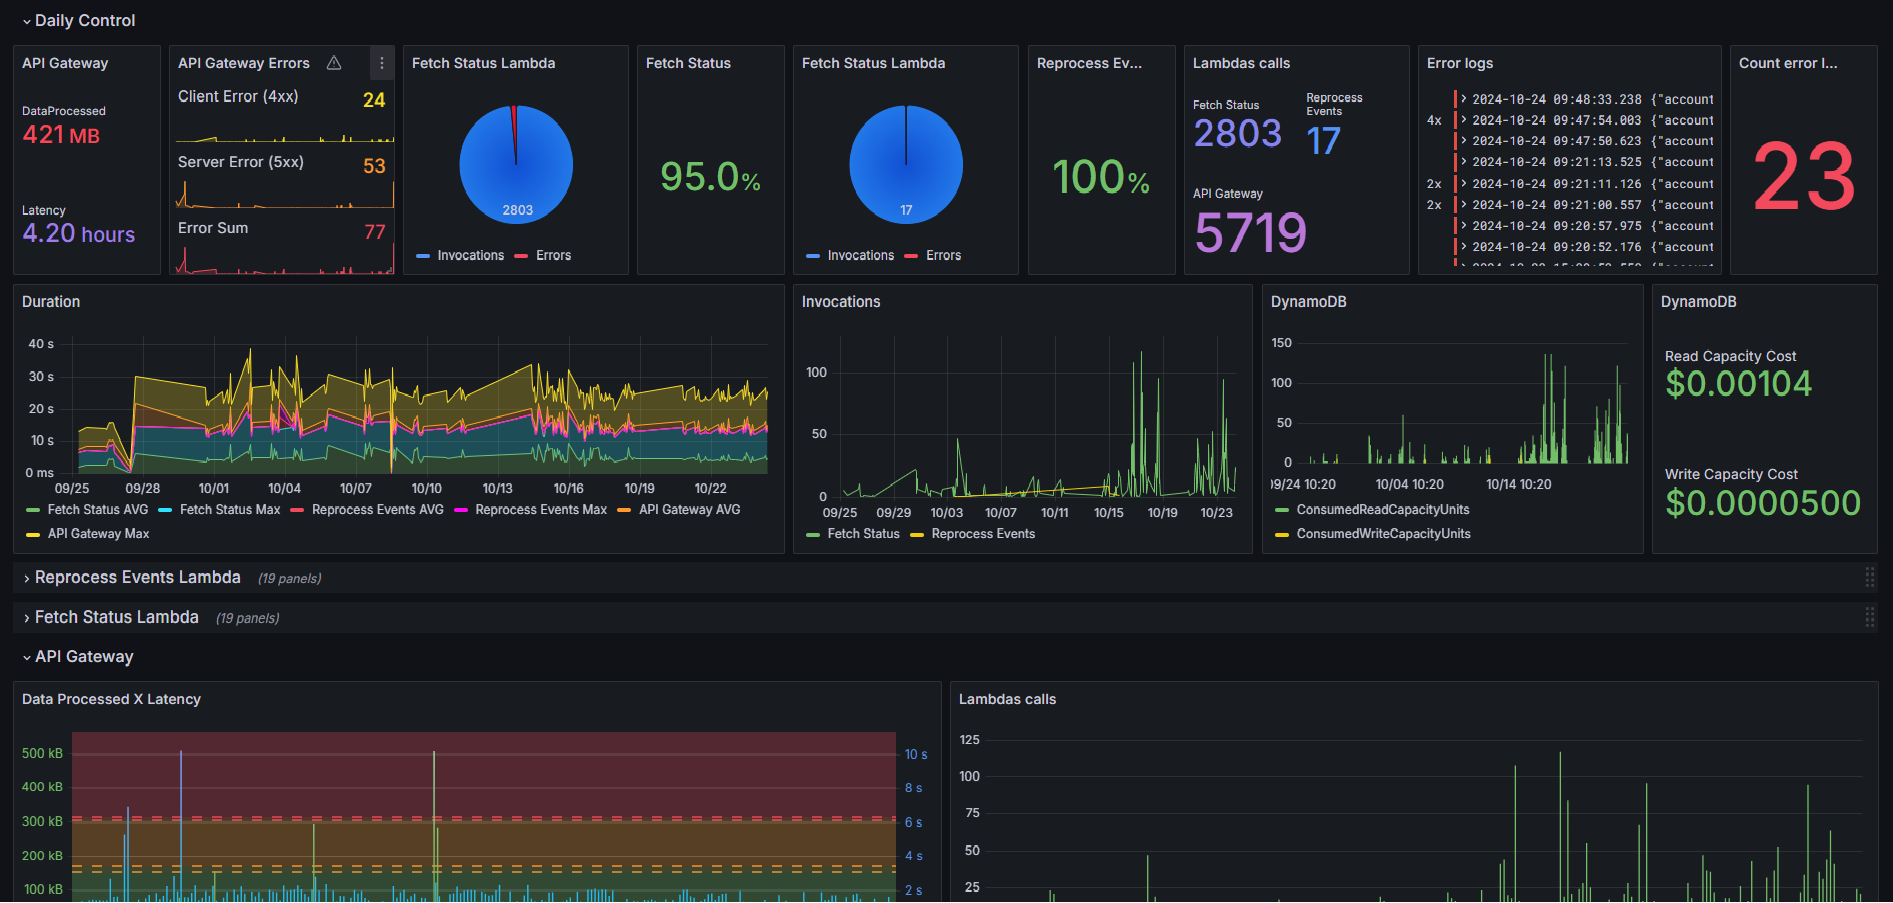 Daily Control
API Gateway
DataProcessed
421 MB
Latency
4.20 hours
API Gateway Errors
Client Error (4xx)
24
Server Error (5xx)
53
Error Sum
77
Fetch Status Lambda
2803
Invocations Errors
Fetch Status
95.0%
Fetch Status Lambda
17
Invocations Errors
Reprocess Ev...
100%
Lambdas calls
Fetch Status
2803
Reprocess
Events
17
API Gateway
5719
Error logs
2024-10-24 09:48:33.238 {"account
4x 2024-10-24 09:47:54.003 {"account
2024-10-24 09:47:50.623 {"account
2024-10-24 09:21:13.525 {"account
2x 2024-10-24 09:21:11.126 {"account
2x 2024-10-24 09:21:00.557 {"account
2024-10-24 09:20:57.975 {"account
2024-10-24 09:20:52.176 {"account
Count error l...
23
Duration
40 s
30 s
20 s
10 s
0 ms
09/25 09/28 10/01 10/04 10/07 10/10 10/13 10/16 10/19 10/22
Fetch Status AVG Fetch Status Max Reprocess Events AVG Reprocess Events Max API Gateway AVG
API Gateway Max
Invocations
100
50
0
09/25 09/29 10/03 10/07 10/11 10/15 10/19 10/23
Fetch Status Reprocess Events
DynamoDB
150
100
50
0
09/24 10:20 10/04 10:20 10/14 10:20
ConsumedReadCapacityUnits
ConsumedWriteCapacityUnits
DynamoDB
Read Capacity Cost
$0.00104
Write Capacity Cost
$0.0000500
Reprocess Events Lambda (19 panels)
Fetch Status Lambda (19 panels)
API Gateway
Data Processed X Latency
500 kB
400 kB
300 kB
200 kB
100 kB
10 s
8 s
6 s
4 s
2 s
Lambdas calls
125
100
75
50
25